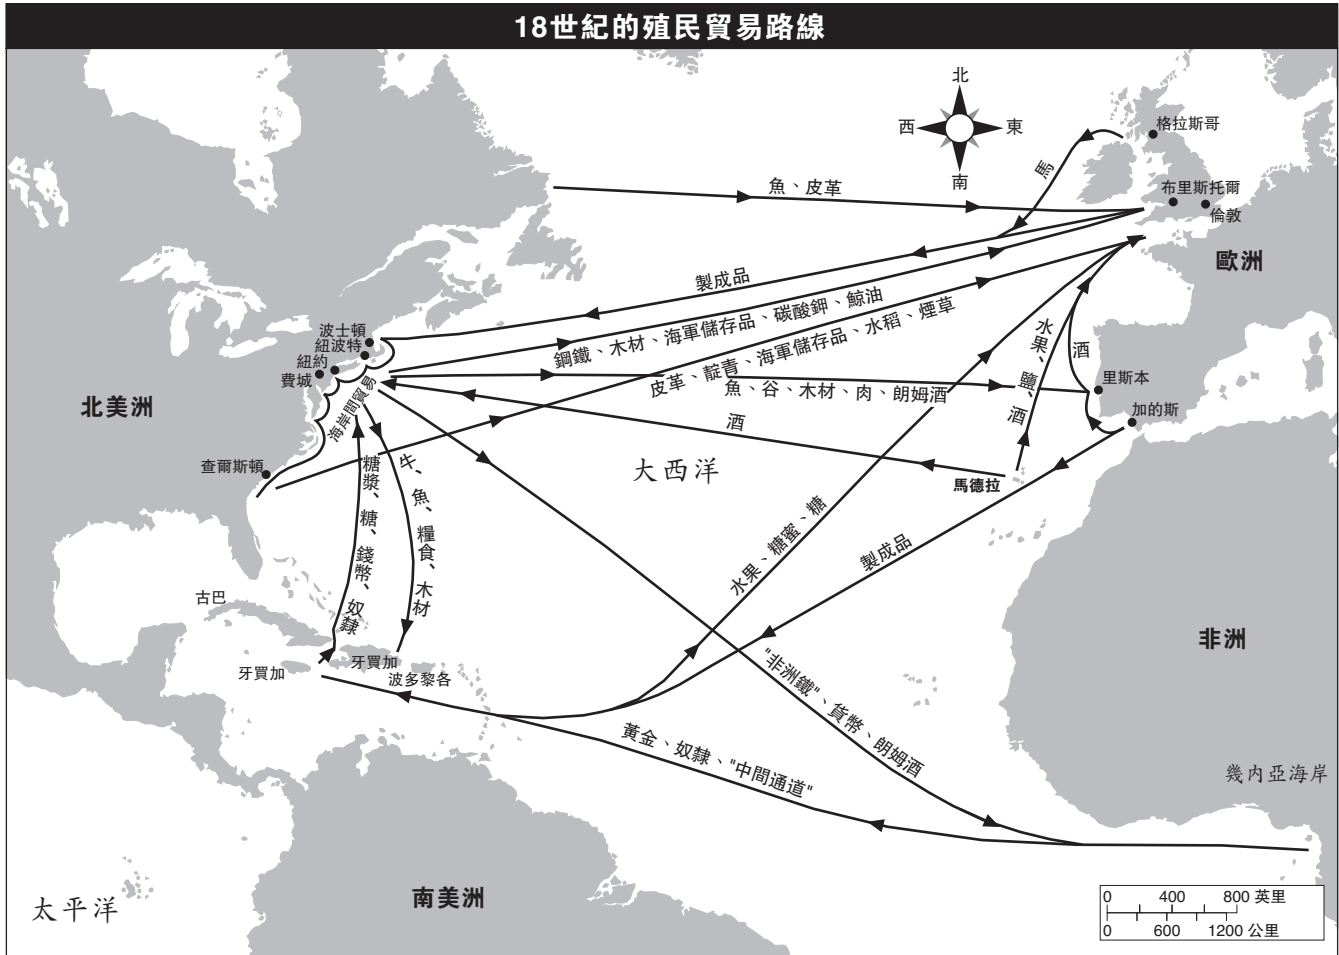 18世紀的殖民貿易路線
北
西
東
南
格拉斯哥
馬
布里斯托爾
倫敦
魚、皮革
歐洲
製成品
鋼鐵、木材、海軍儲存品、碳酸鉀、鯨油
皮革、靛青、海軍儲存品、水稻、煙草
魚、谷、木材、肉、朗姆酒
酒
波士頓
紐波特
紐約
費城
海岸間貿易
北美洲
水果、鹽、酒
酒
里斯本
加的斯
查爾斯頓
大西洋
馬德拉
糖漿、糖、錢幣、奴隸
牛、魚、糧食、木材
水果、糖蜜、糖
製成品
古巴
牙買加
牙買加
波多黎各
非洲
"非洲鐵"、貨幣、朗姆酒
黃金、奴隸、"中間通道"
幾內亞海岸
太平洋
南美洲
0 400 800 英里
0 600 1200 公里